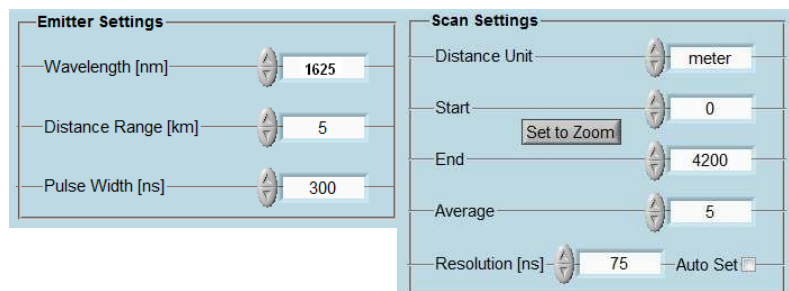 Emitter Settings
Wavelength [nm] 1625
Distance Range [km] 5
Pulse Width [ns] 300
Scan Settings
Distance Unit meter
Start 0
Set to Zoom
End 4200
Average 5
Resolution [ns] 75 Auto Set